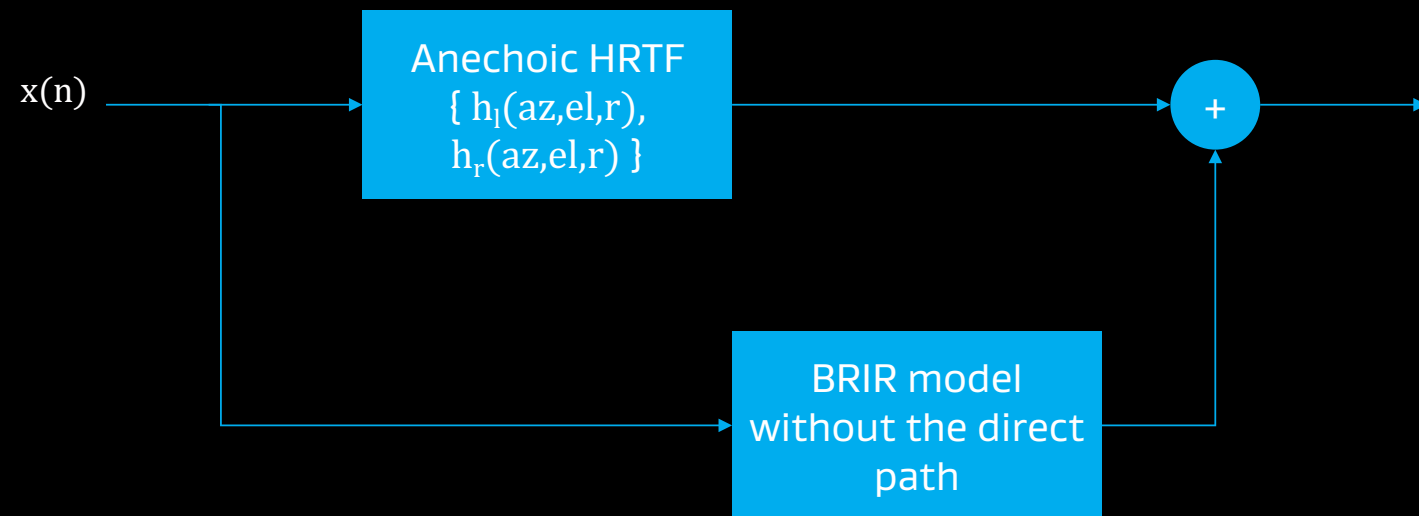 x(n)
Anechoic HRTF
{ hₗ(az,el,r),
hᵣ(az,el,r) }
+
BRIR model
without the direct
path